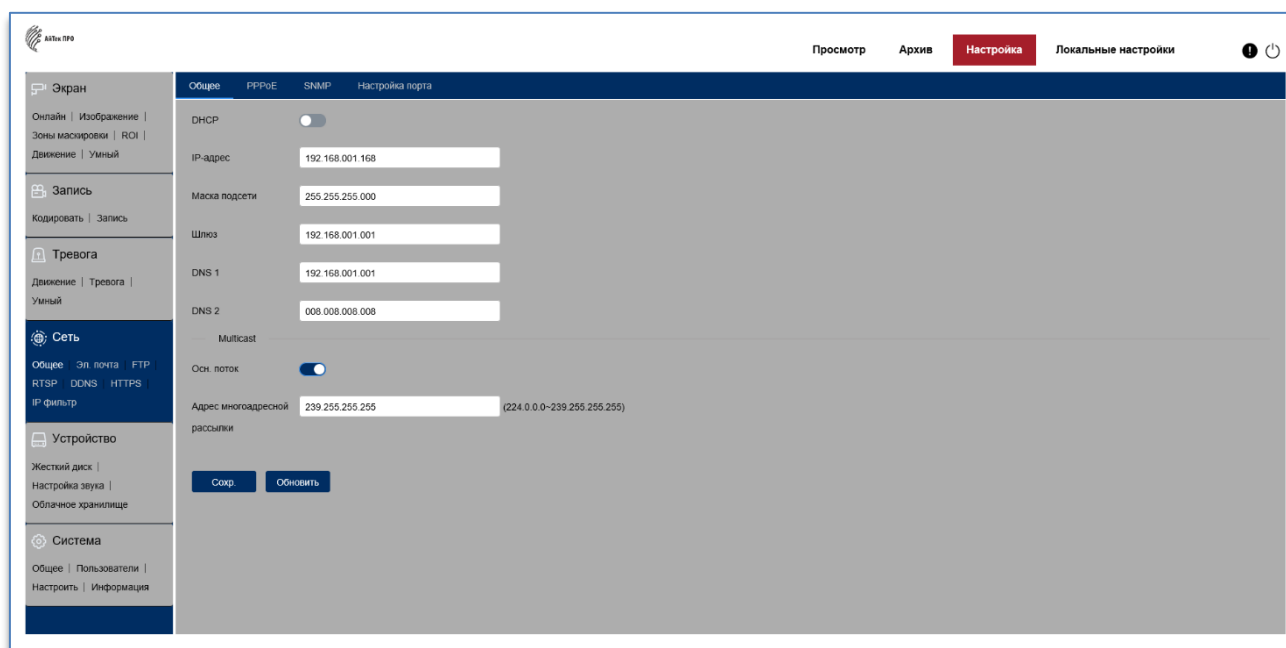 АйТек ПРО
Просмотр Архив Настройка Локальные настройки
Экран
Онлайн | Изображение |
Зоны маскировки | ROI |
Движение | Умный
Запись
Кодировать | Запись
Тревога
Движение | Тревога |
Умный
Сеть
Общее | Эл. почта | FTP |
RTSP | DDNS | HTTPS |
IP фильтр
Устройство
Жесткий диск |
Настройка звука |
Облачное хранилище
Система
Общее | Пользователи |
Настроить | Информация
Общее PPPoE SNMP Настройка порта
DHCP
IP-адрес 192.168.001.168
Маска подсети 255.255.255.000
Шлюз 192.168.001.001
DNS 1 192.168.001.001
DNS 2 008.008.008.008
Multicast
Осн. поток
Адрес многоадресной 239.255.255.255 (224.0.0.0~239.255.255.255)
рассылки
Сохр. Обновить